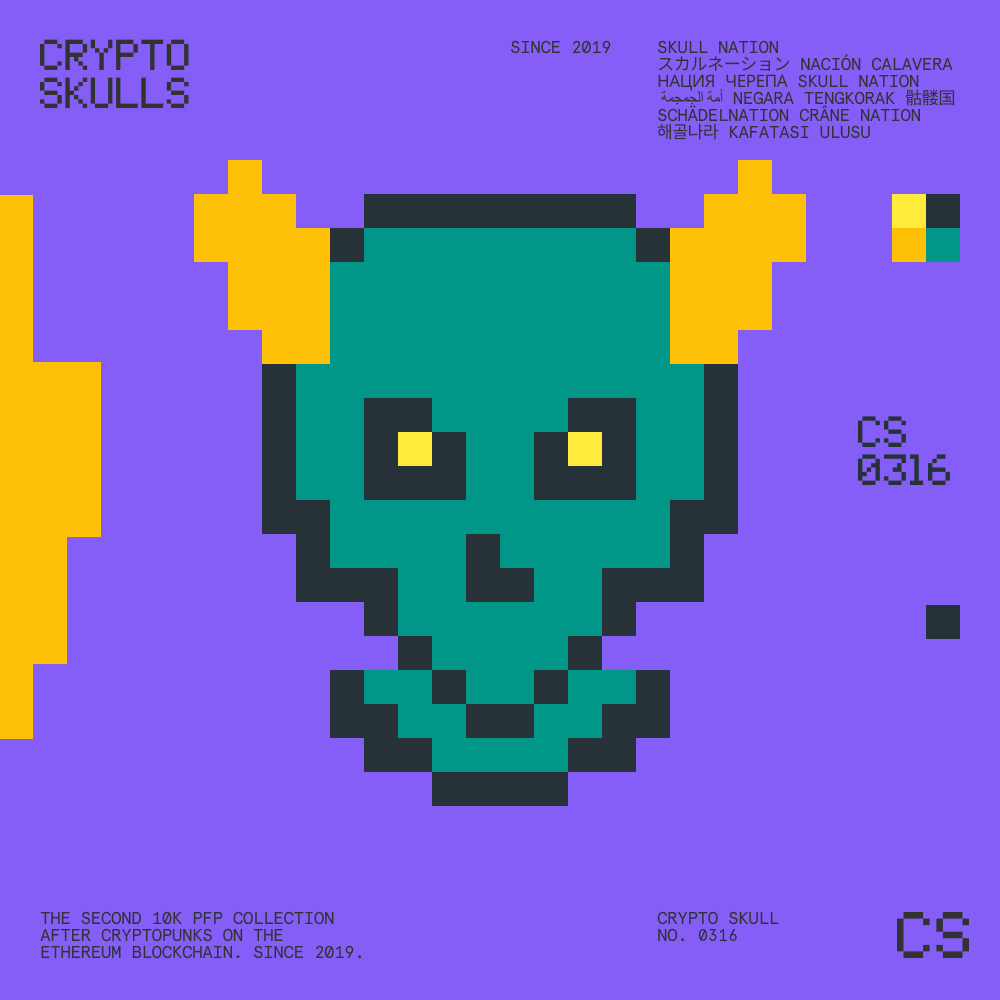 CRYPTO
SKULLS
SINCE 2019
SKULL NATION
スカルネーション NACIÓN CALAVERA
НАЦИЯ ЧЕРЕПА SKULL NATION
أمة الجمجمة NEGARA TENGKORAK 骷髅国
SCHÄDELNATION CRÂNE NATION
해골나라 KAFATASI ULUSU
CS
0316
THE SECOND 10K PFP COLLECTION
AFTER CRYPTOPUNKS ON THE
ETHEREUM BLOCKCHAIN. SINCE 2019.
CRYPTO SKULL
NO. 0316
CS